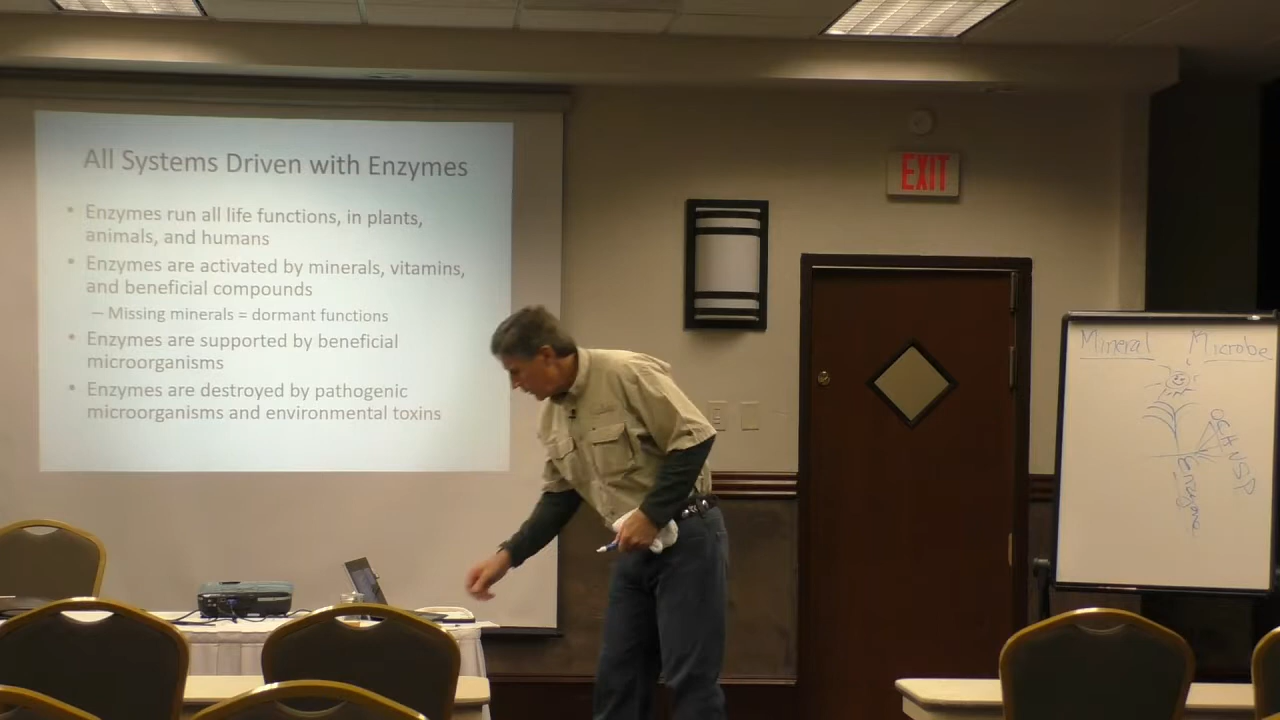 All Systems Driven with Enzymes
• Enzymes run all life functions, in plants,
animals, and humans
• Enzymes are activated by minerals, vitamins,
and beneficial compounds
– Missing minerals = dormant functions
• Enzymes are supported by beneficial
microorganisms
• Enzymes are destroyed by pathogenic
microorganisms and environmental toxins
EXIT
Mineral Microbe
OCHNSP
Enzyme